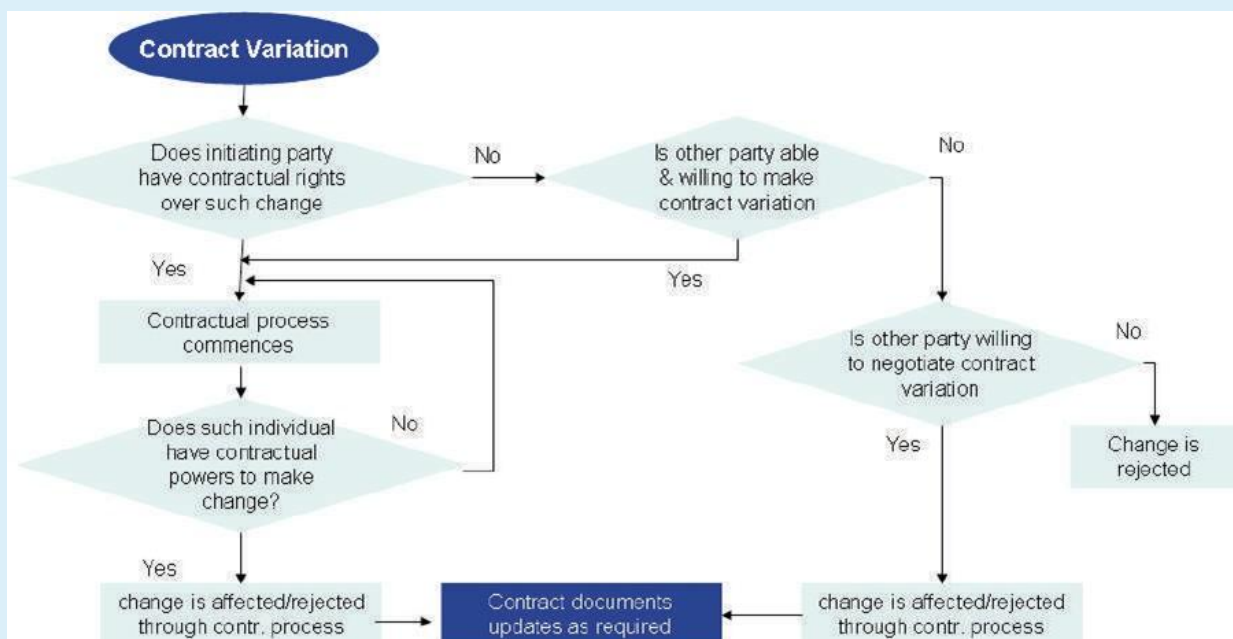 Contract Variation
Does initiating party
have contractual rights
over such change
No
Is other party able
& willing to make
contract variation
No
Yes
Yes
Contractual process
commences
Is other party willing
to negotiate contract
variation
No
Does such individual
have contractual
powers to make
change?
No
Yes
Change is
rejected
Yes
change is affected/rejected
through contr. process
Contract documents
updates as required
change is affected/rejected
through contr. process